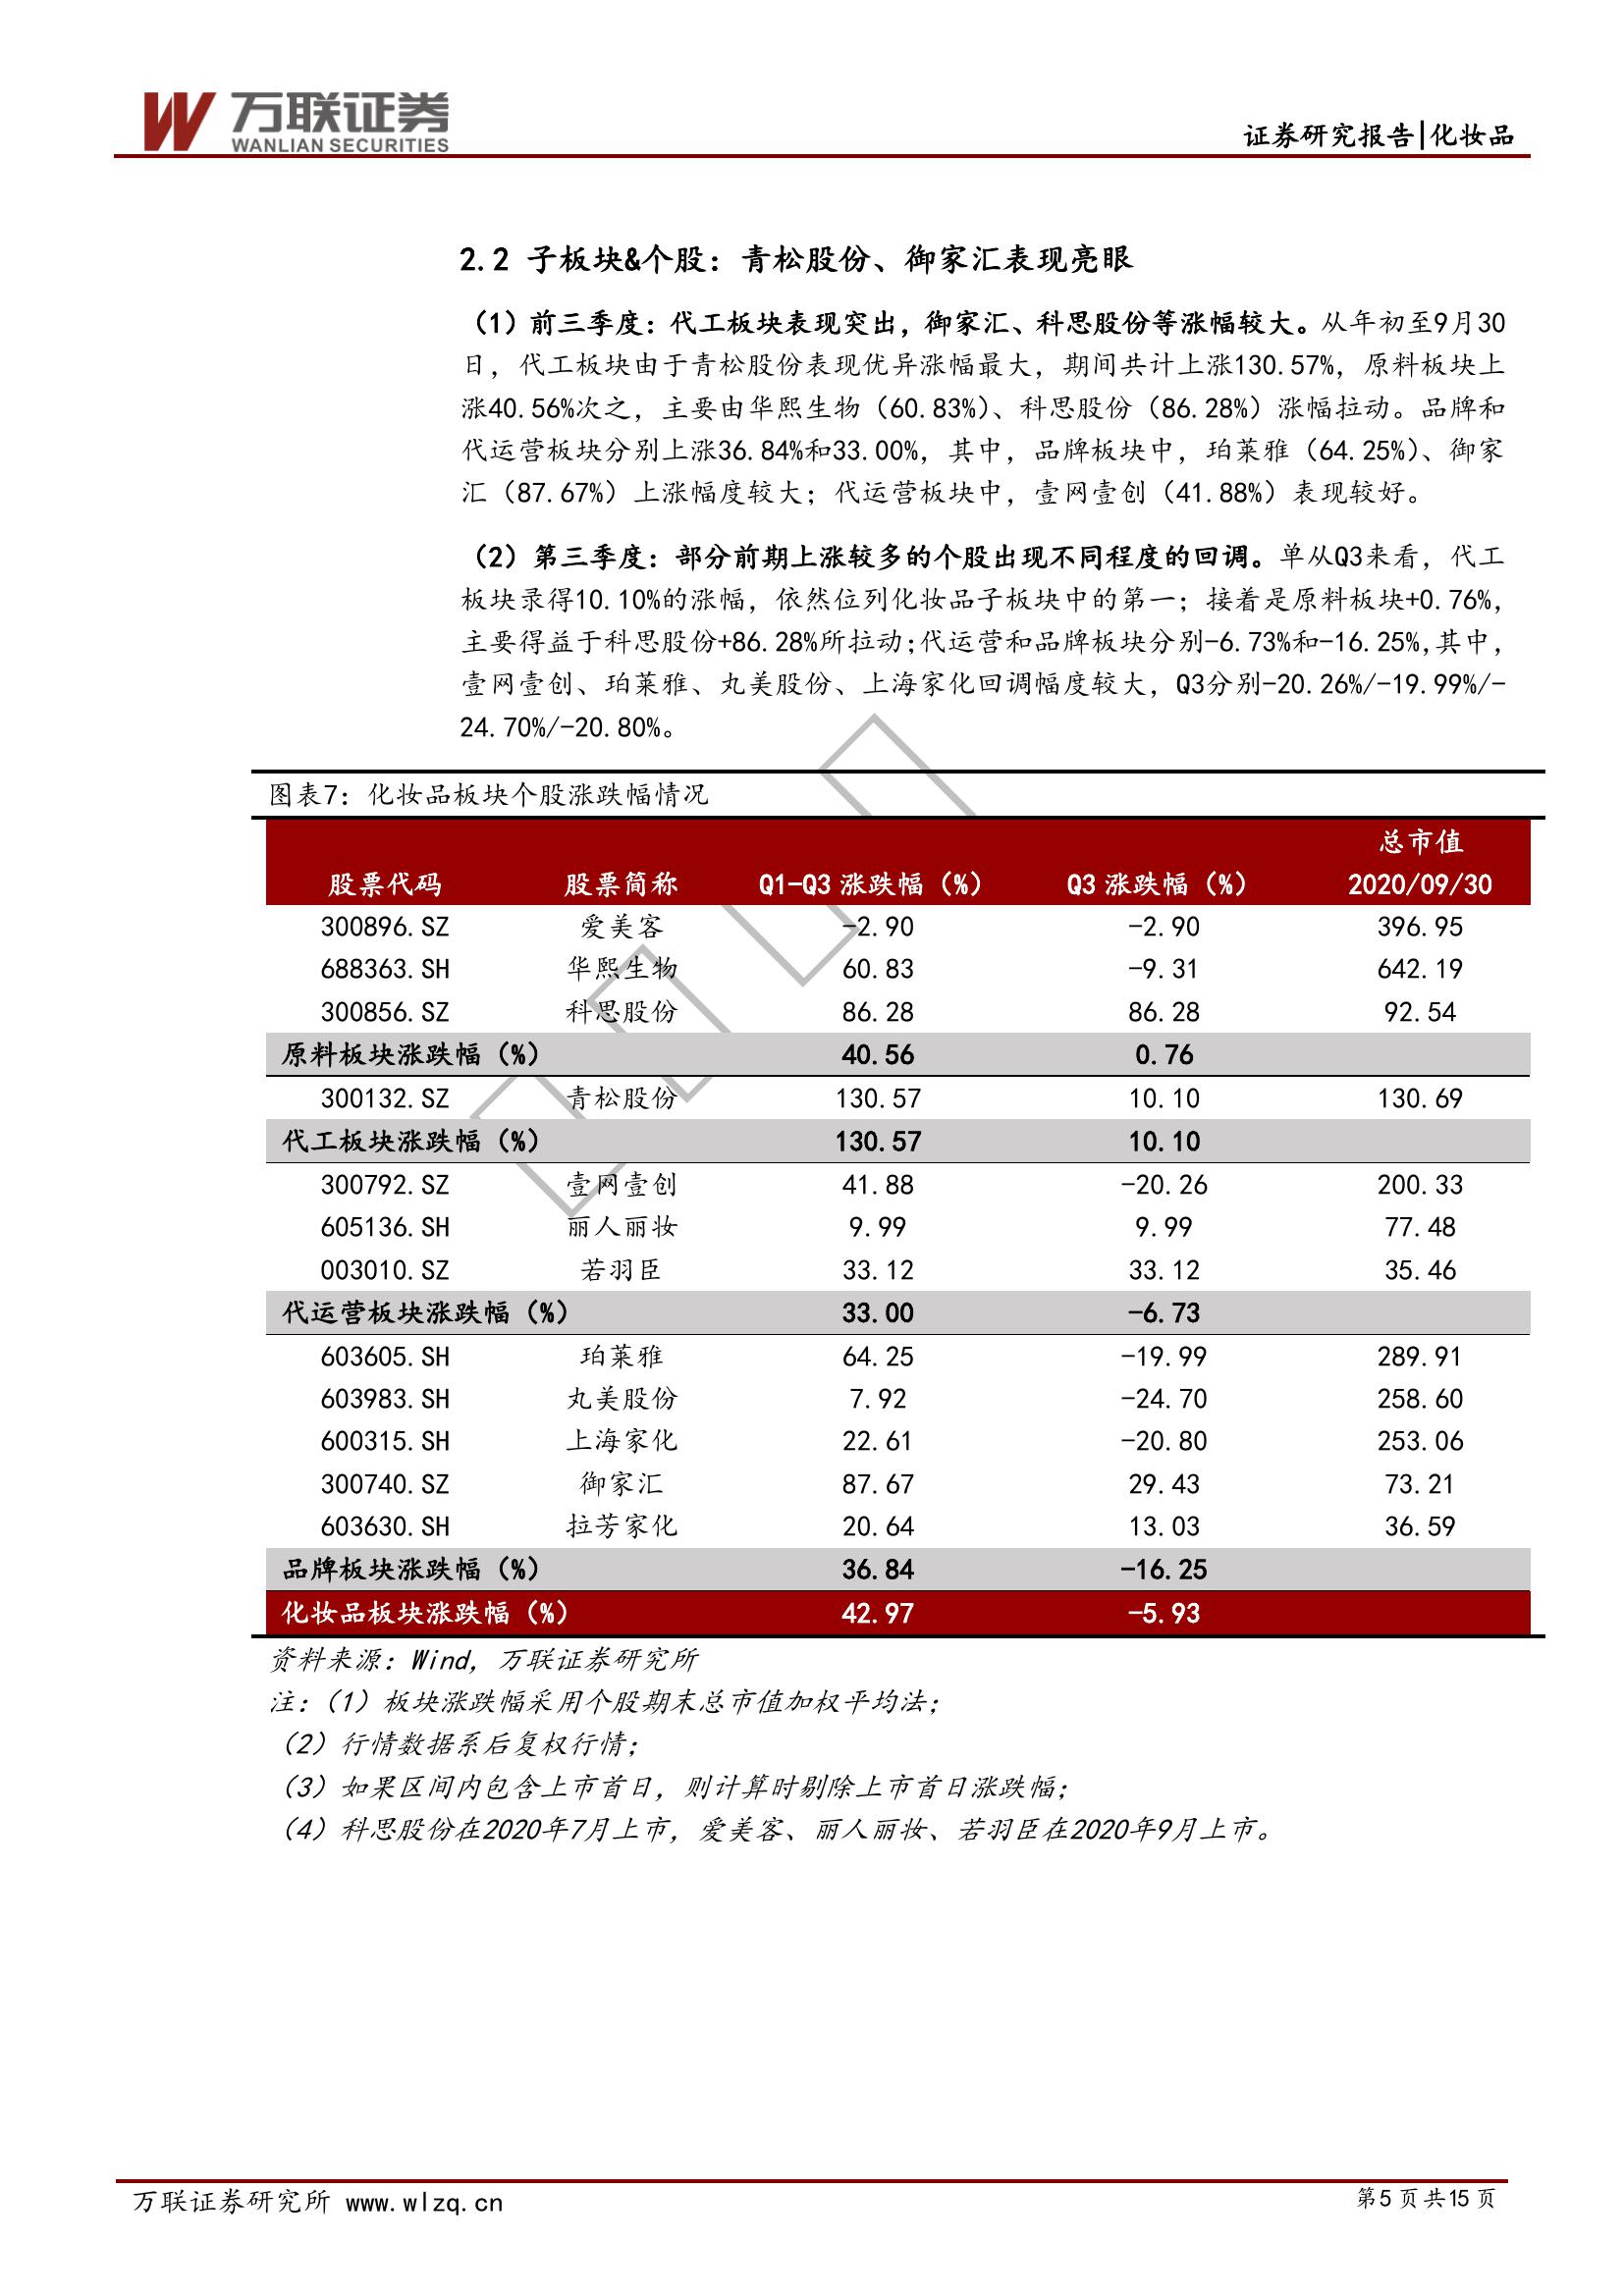 万联证券
WANLIAN SECURITIES
证券研究报告|化妆品
2.2 子板块&个股：青松股份、御家汇表现亮眼
（1）前三季度：代工板块表现突出，御家汇、科思股份等涨幅较大。从年初至9月30
日，代工板块由于青松股份表现优异涨幅最大，期间共计上涨130.57%，原料板块上
涨40.56%次之，主要由华熙生物（60.83%）、科思股份（86.28%）涨幅拉动。品牌和
代运营板块分别上涨36.84%和33.00%，其中，品牌板块中，珀莱雅（64.25%）、御家
汇（87.67%）上涨幅度较大；代运营板块中，壹网壹创（41.88%）表现较好。
（2）第三季度：部分前期上涨较多的个股出现不同程度的回调。单从Q3来看，代工
板块录得10.10%的涨幅，依然位列化妆品子板块中的第一；接着是原料板块+0.76%，
主要得益于科思股份+86.28%所拉动；代运营和品牌板块分别-6.73%和-16.25%，其中，
壹网壹创、珀莱雅、丸美股份、上海家化回调幅度较大，Q3分别-20.26%/-19.99%/-
24.70%/-20.80%。
图表7：化妆品板块个股涨跌幅情况
总市值
股票代码 股票简称 Q1-Q3 涨跌幅（%） Q3 涨跌幅（%） 2020/09/30
300896.SZ 爱美客 -2.90 -2.90 396.95
688363.SH 华熙生物 60.83 -9.31 642.19
300856.SZ 科思股份 86.28 86.28 92.54
原料板块涨跌幅（%） 40.56 0.76
300132.SZ 青松股份 130.57 10.10 130.69
代工板块涨跌幅（%） 130.57 10.10
300792.SZ 壹网壹创 41.88 -20.26 200.33
605136.SH 丽人丽妆 9.99 9.99 77.48
003010.SZ 若羽臣 33.12 33.12 35.46
代运营板块涨跌幅（%） 33.00 -6.73
603605.SH 珀莱雅 64.25 -19.99 289.91
603983.SH 丸美股份 7.92 -24.70 258.60
600315.SH 上海家化 22.61 -20.80 253.06
300740.SZ 御家汇 87.67 29.43 73.21
603630.SH 拉芳家化 20.64 13.03 36.59
品牌板块涨跌幅（%） 36.84 -16.25
化妆品板块涨跌幅（%） 42.97 -5.93
资料来源：Wind，万联证券研究所
注：（1）板块涨跌幅采用个股期末总市值加权平均法；
（2）行情数据系后复权行情；
（3）如果区间内包含上市首日，则计算时剔除上市首日涨跌幅；
（4）科思股份在2020年7月上市，爱美客、丽人丽妆、若羽臣在2020年9月上市。
万联证券研究所 www.wlzq.cn
第5 页 共15 页